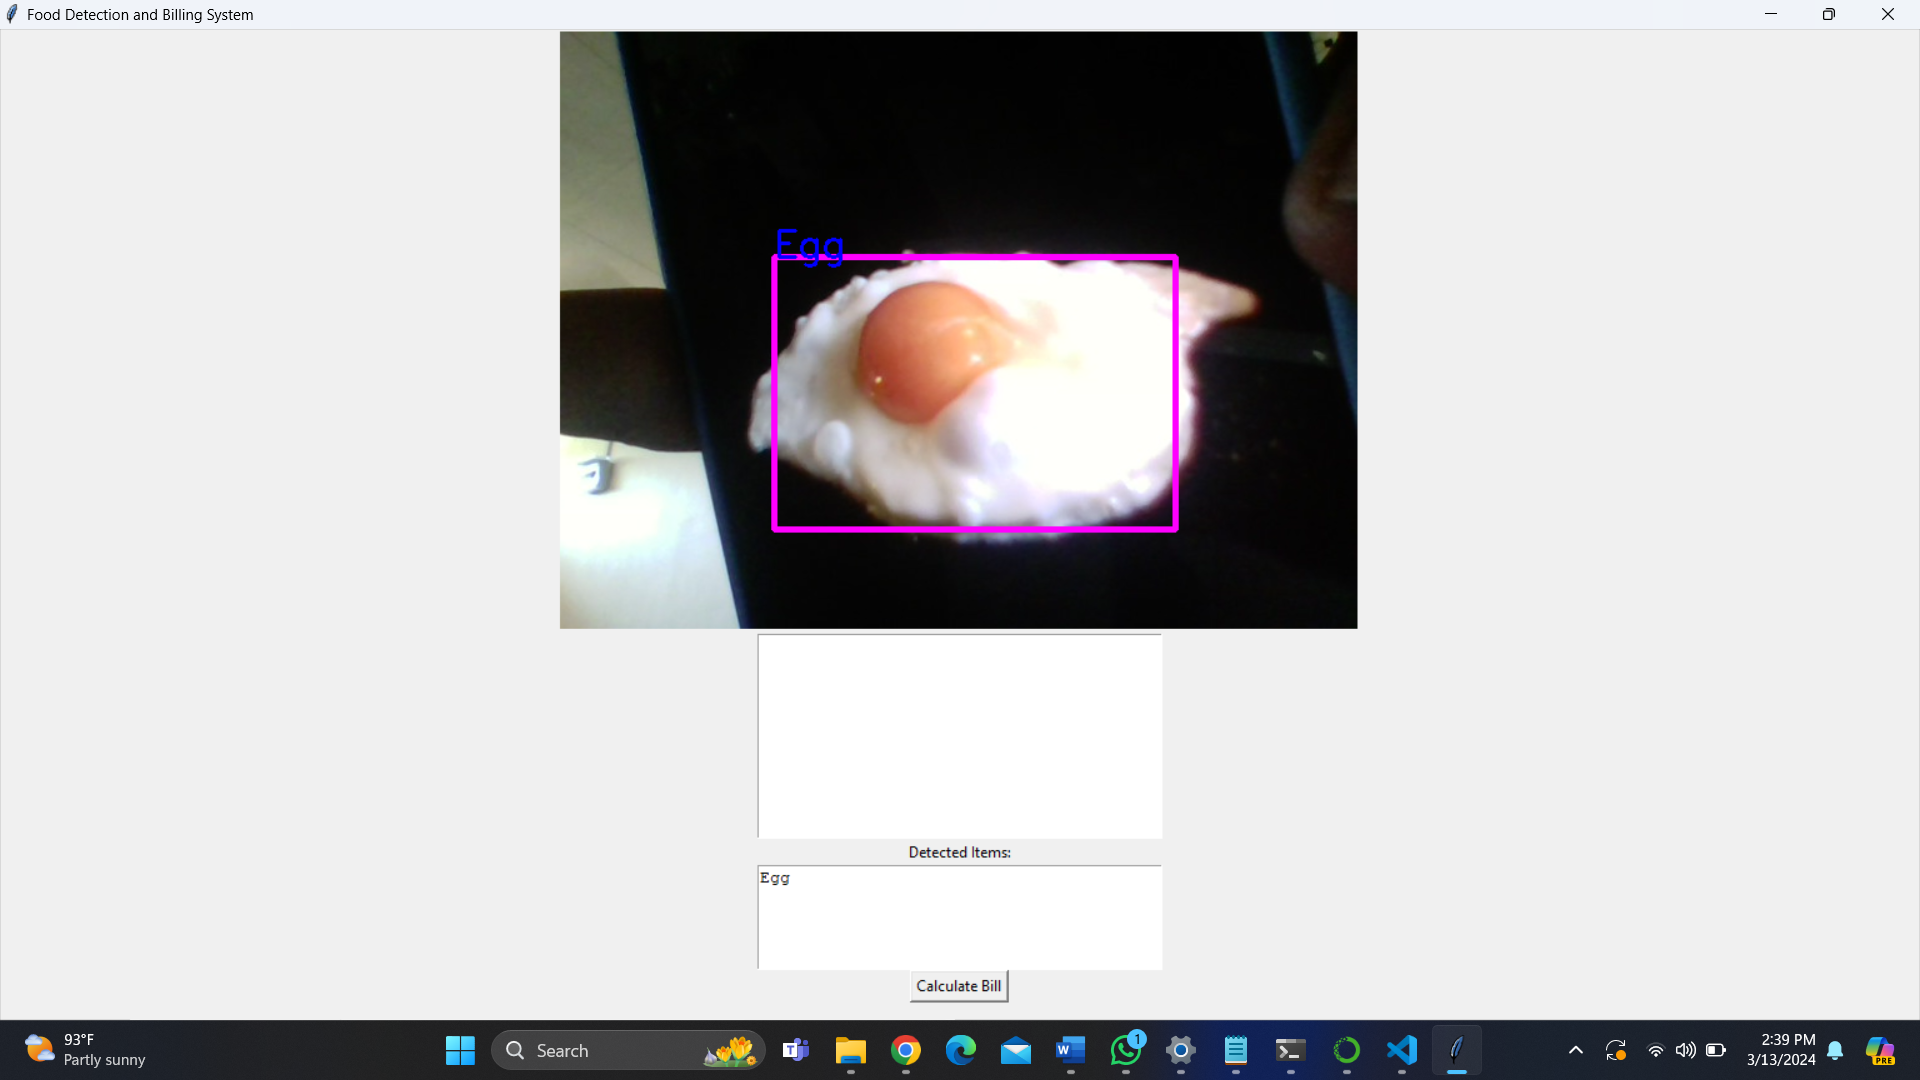 Food Detection and Billing System
Egg
Detected Items:
Egg
Calculate Bill
93°F
Partly sunny
Search
T
W
1
2:39 PM
3/13/2024
PRE